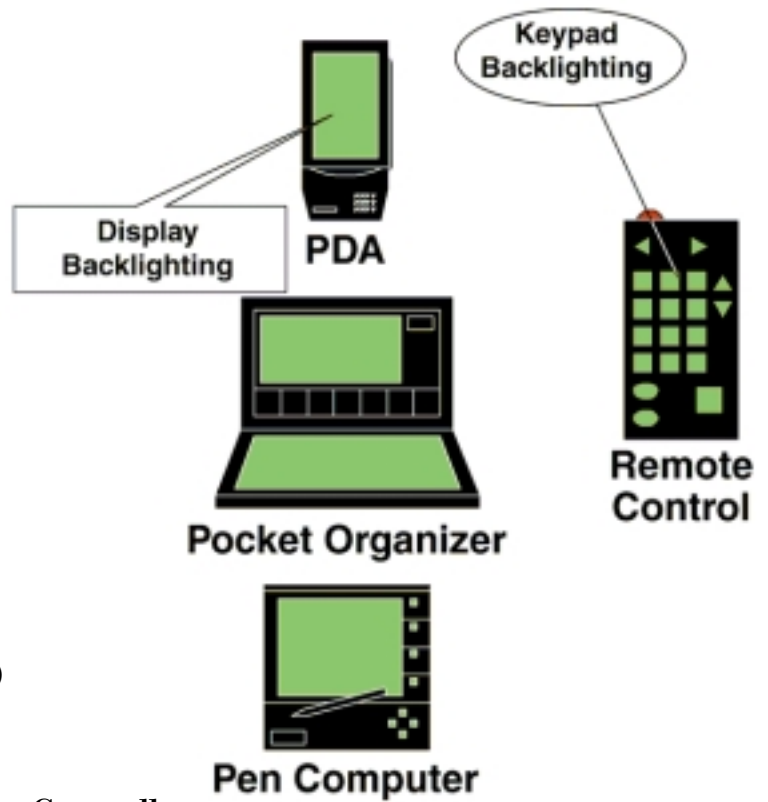 Keypad
Backlighting
Display
Backlighting
PDA
Remote
Control
Pocket Organizer
)
Pen Computer